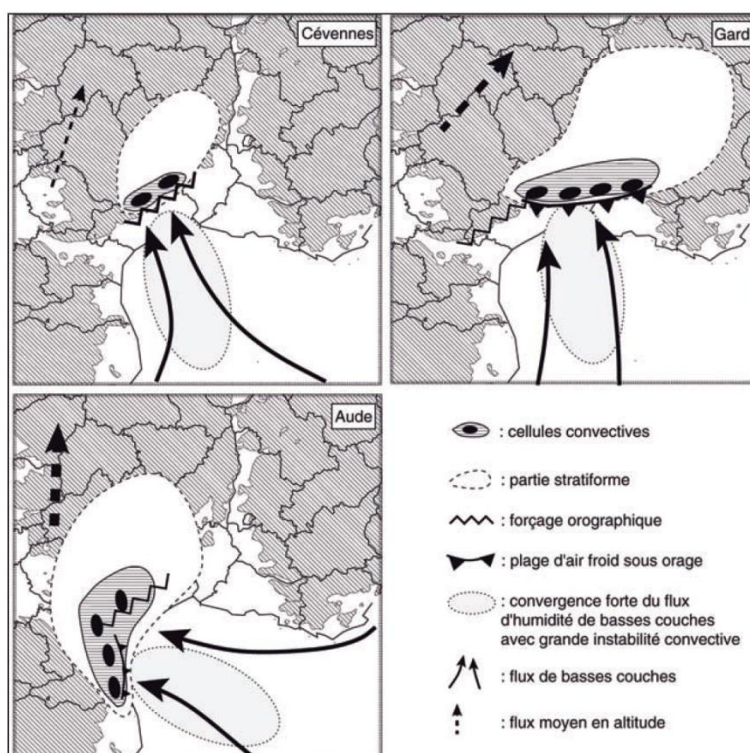 Cévennes
Gard
Aude
: cellules convectives
: partie stratiforme
: forçage orographique
: plage d'air froid sous orage
: convergence forte du flux
d'humidité de basses couches
avec grande instabilité convective
: flux de basses couches
: flux moyen en altitude